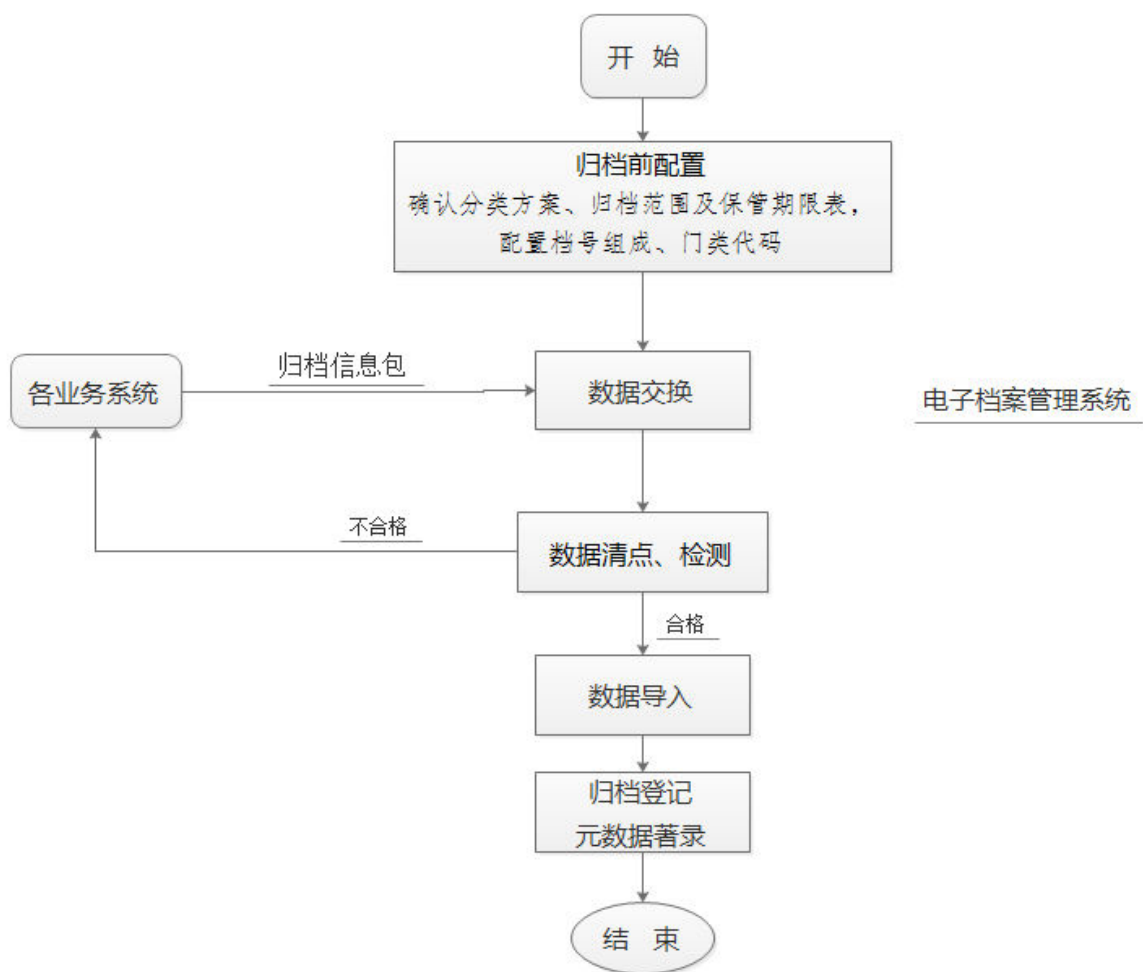 开 始
归档前配置
确认分类方案、归档范围及保管期限表，
配置档号组成、门类代码
归档信息包
各业务系统
数据交换
电子档案管理系统
不合格
数据清点、检测
合格
数据导入
归档登记
元数据著录
结 束